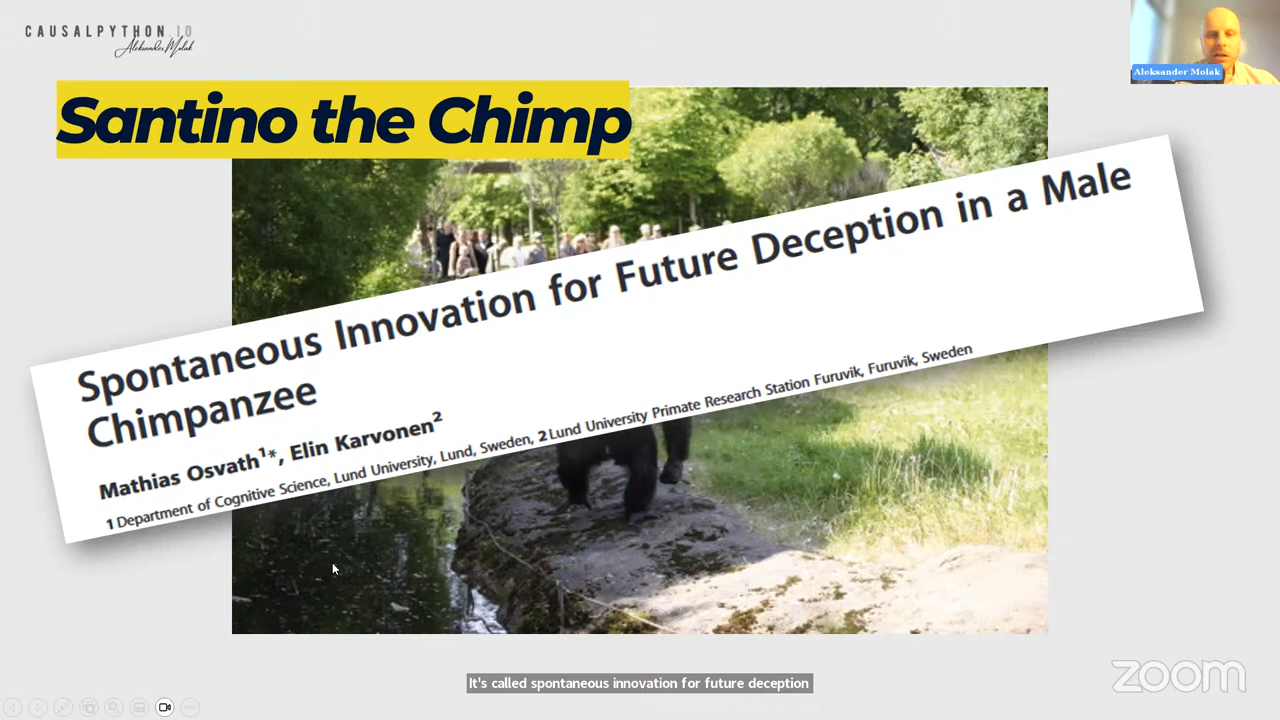 CAUSALPYTHON.IO
Aleksander Molak
Aleksander Molak
Santino the Chimp
Spontaneous Innovation for Future Deception in a Male
Chimpanzee
Mathias Osvath1*, Elin Karvonen2
1 Department of Cognitive Science, Lund University, Lund, Sweden, 2 Lund University Primate Research Station Furuvik, Furuvik, Sweden
It's called spontaneous innovation for future deception
zoom